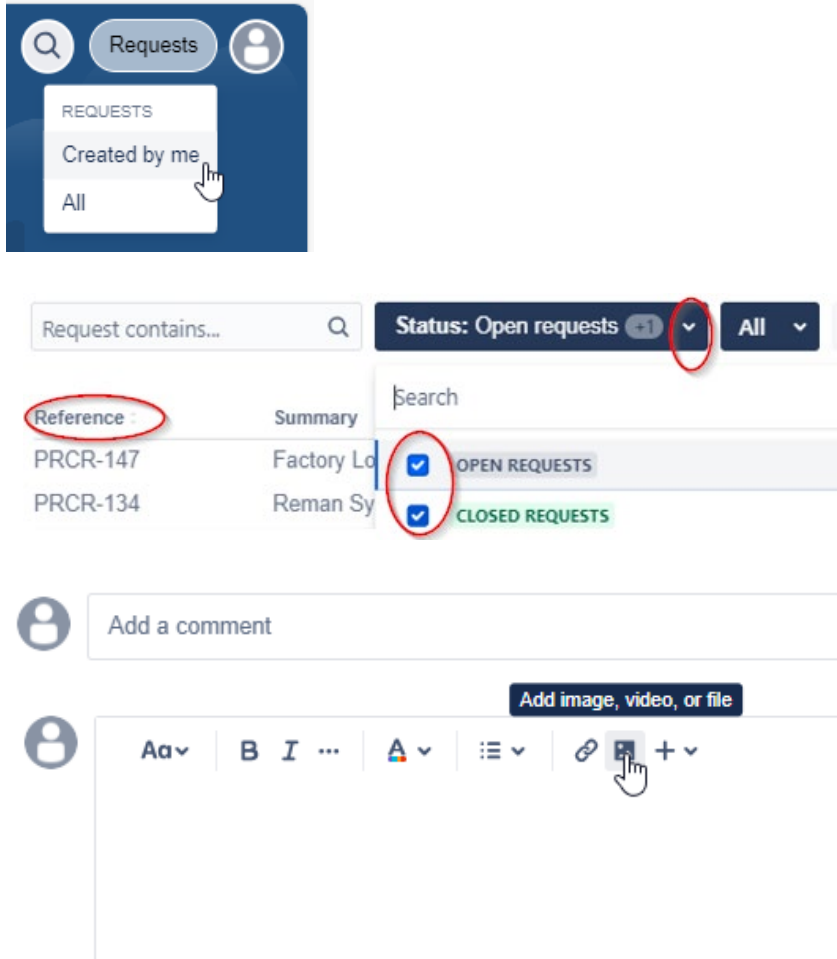 Requests
REQUESTS
Created by me
All
Request contains...
Status: Open requests +1
All
Search
Reference
Summary
OPEN REQUESTS
PRCR-147
Factory Lo
CLOSED REQUESTS
PRCR-134
Reman Sy
Add a comment
Add image, video, or file
Aa
B I ... A